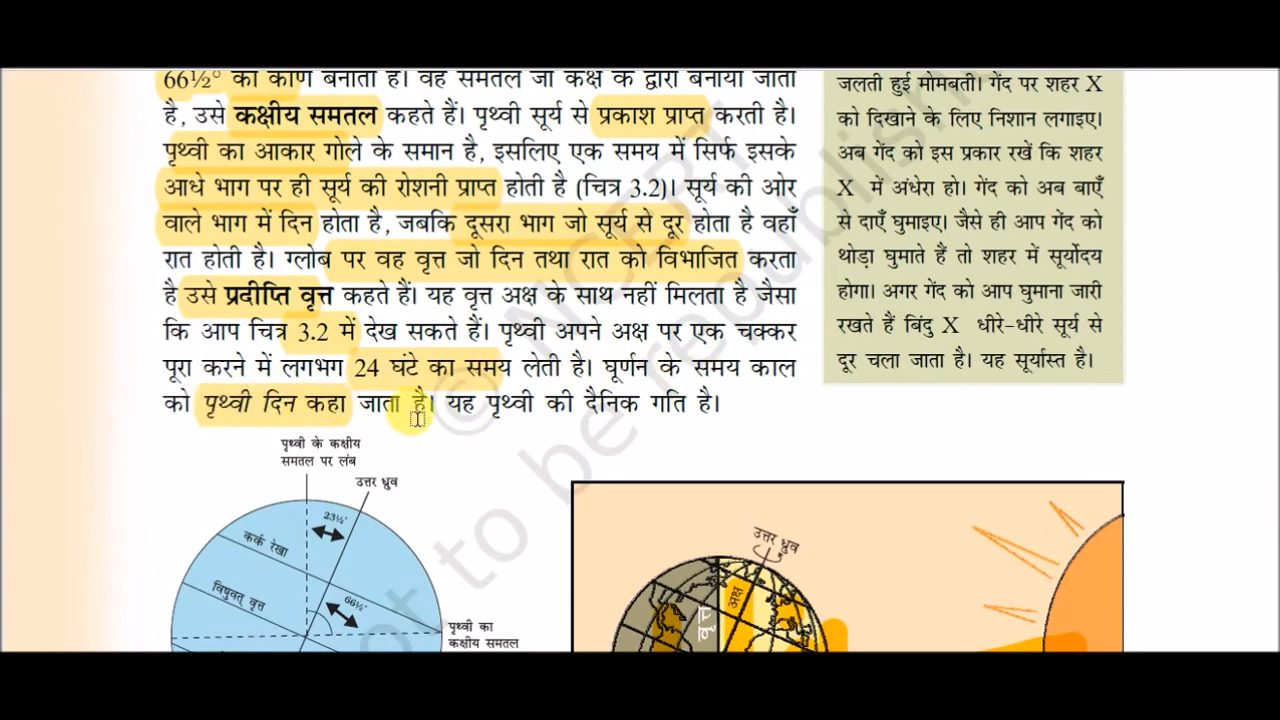 66½° का कोण बनाता है। वह समतल जो कक्ष के द्वारा बनाया जाता
है, उसे कक्षीय समतल कहते हैं। पृथ्वी सूर्य से प्रकाश प्राप्त करती है।
पृथ्वी का आकार गोले के समान है, इसलिए एक समय में सिर्फ इसके
आधे भाग पर ही सूर्य की रोशनी प्राप्त होती है (चित्र 3.2)। सूर्य की ओर
वाले भाग में दिन होता है, जबकि दूसरा भाग जो सूर्य से दूर होता है वहाँ
रात होती है। ग्लोब पर वह वृत्त जो दिन तथा रात को विभाजित करता
है उसे प्रदीप्ति वृत्त कहते हैं। यह वृत्त अक्ष के साथ नहीं मिलता है जैसा
कि आप चित्र 3.2 में देख सकते हैं। पृथ्वी अपने अक्ष पर एक चक्कर
पूरा करने में लगभग 24 घंटे का समय लेती है। घूर्णन के समय काल
को पृथ्वी दिन कहा जाता है। यह पृथ्वी की दैनिक गति है।
जलती हुई मोमबती। गेंद पर शहर X
को दिखाने के लिए निशान लगाइए।
अब गेंद को इस प्रकार रखें कि शहर
X में अंधेरा हो। गेंद को अब बाएँ
से दाएँ घुमाइए। जैसे ही आप गेंद को
थोड़ा घुमाते हैं तो शहर में सूर्योदय
होगा। अगर गेंद को आप घुमाना जारी
रखते हैं बिंदु X धीरे-धीरे सूर्य से
दूर चला जाता है। यह सूर्यास्त है।
पृथ्वी के कक्षीय
समतल पर लंब
उत्तर ध्रुव
23½°
कर्क रेखा
विषुवत् वृत्त
66½°
पृथ्वी का
कक्षीय समतल
उत्तर ध्रुव
अक्ष
वृत्त
© NCERT
not to be republished